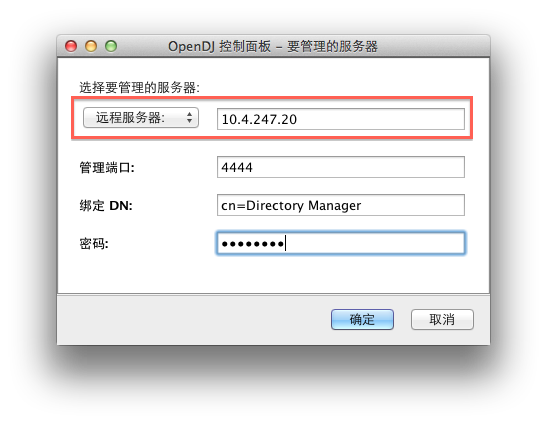 OpenDJ 控制面板 – 要管理的服务器
选择要管理的服务器:
远程服务器: 10.4.247.20
管理端口: 4444
绑定 DN: cn=Directory Manager
密码: ●●●●●●●●
确定 取消